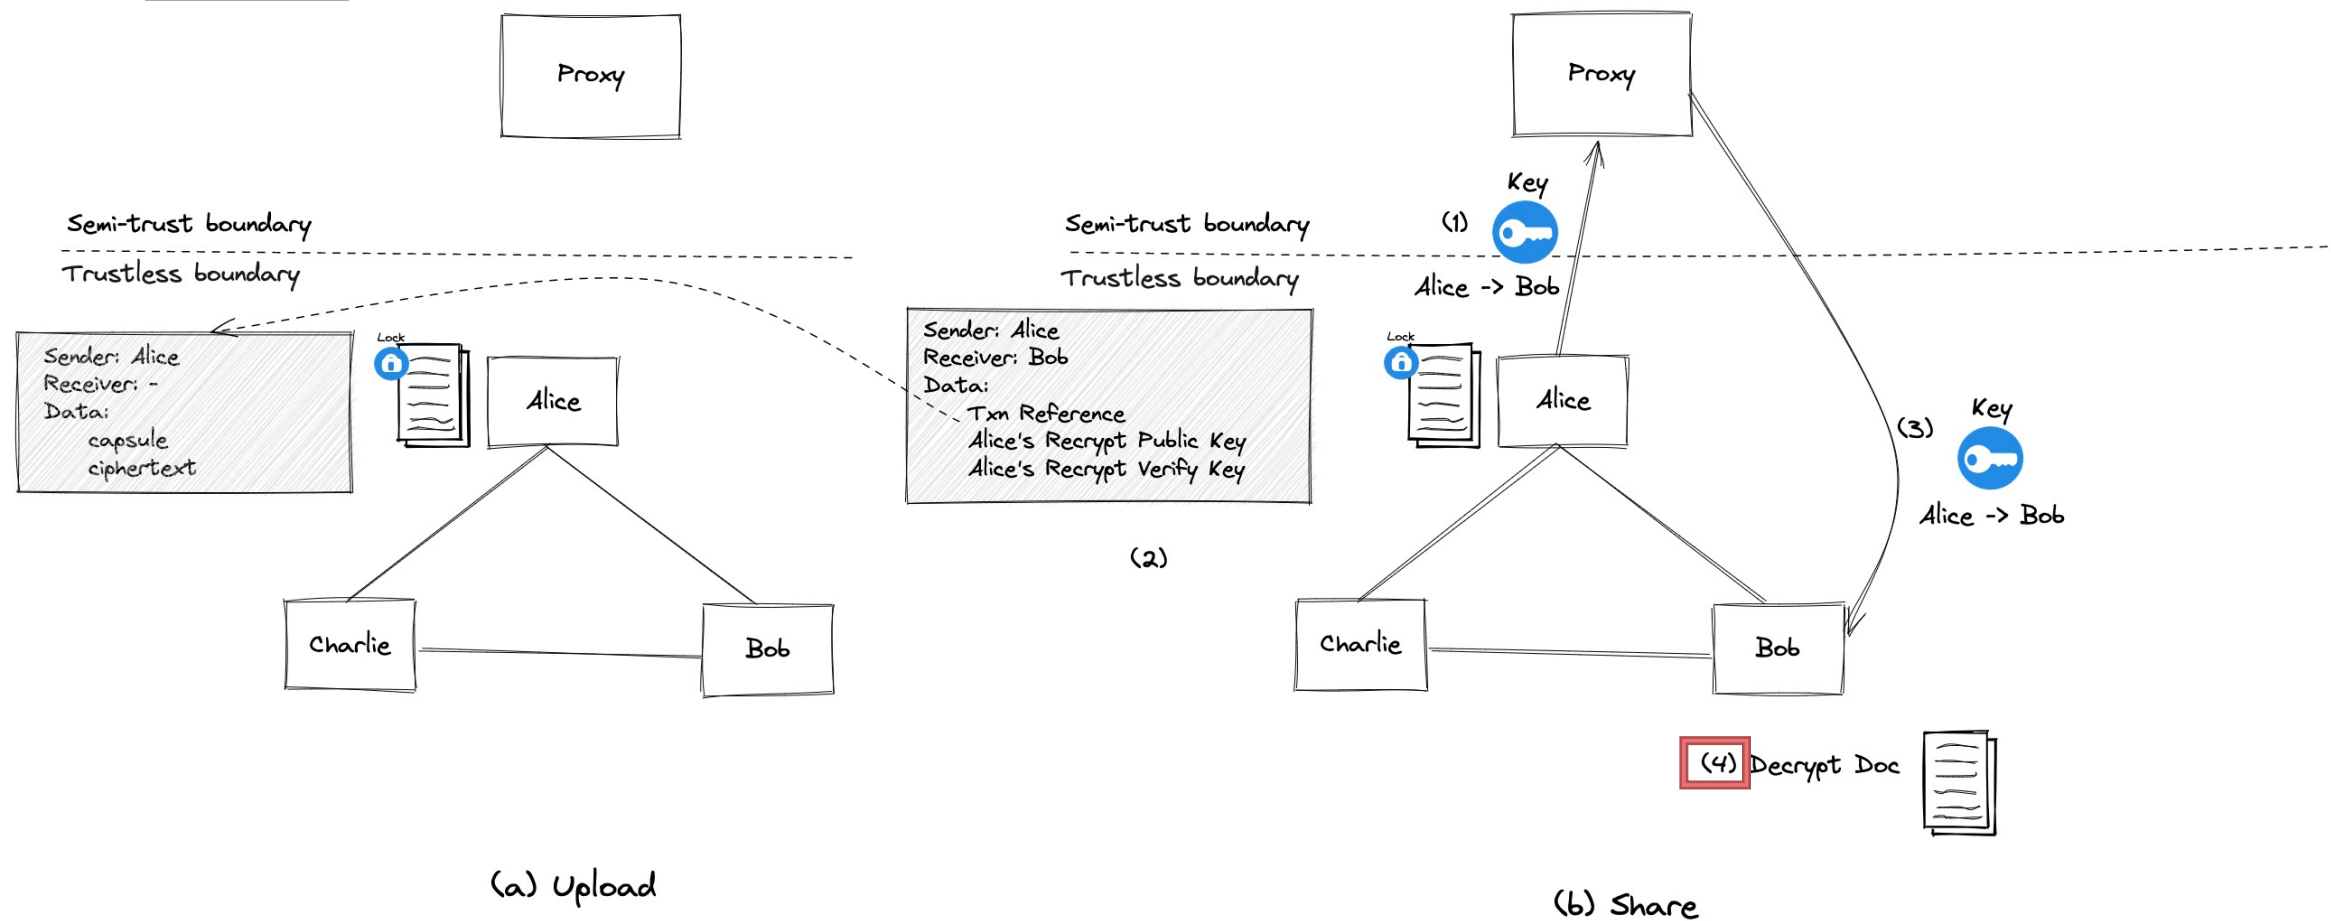 Proxy
Semi-trust boundary
Trustless boundary
Sender: Alice
Receiver: -
Data:
capsule
ciphertext
Lock
Alice
Charlie
Bob
(a) Upload
Proxy
Key
(1)
Semi-trust boundary
Trustless boundary
Alice -> Bob
Sender: Alice
Receiver: Bob
Data:
Txn Reference
Alice's Recrypt Public Key
Alice's Recrypt Verify Key
(2)
Lock
Alice
(3)
Key
Alice -> Bob
Charlie
Bob
(4) Decrypt Doc
(b) Share